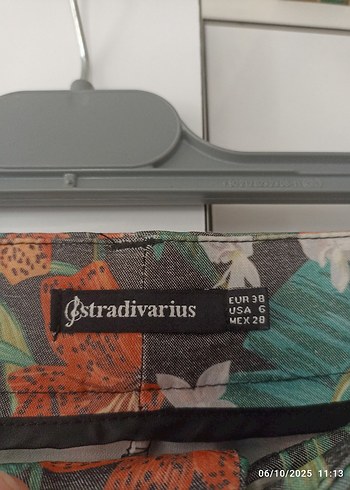 stradivarius
EUR 38
USA 6
MEX 28
06/10/2025 11:13